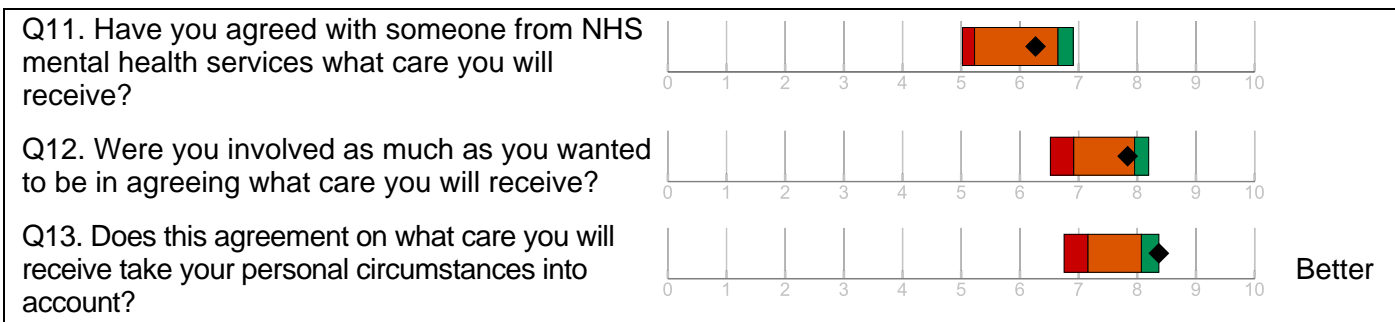 Q11. Have you agreed with someone from NHS
mental health services what care you will
receive?
0 1 2 3 4 5 6 7 8 9 10
Q12. Were you involved as much as you wanted
to be in agreeing what care you will receive?
0 1 2 3 4 5 6 7 8 9 10
Q13. Does this agreement on what care you will
receive take your personal circumstances into
account?
0 1 2 3 4 5 6 7 8 9 10
Better